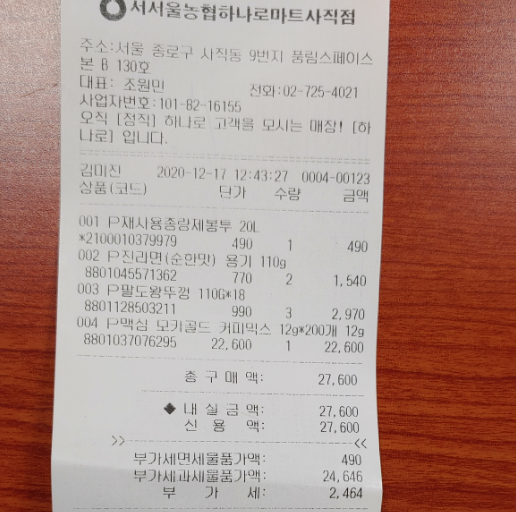 서서울농협하나로마트사직점
주소:서울 종로구 사직동 9번지 풍림스페이스
본 B 130호
대표: 조원민 전화:02-725-4021
사업자번호:101-82-16155
오직 [정직] 하나로 고객을 모시는 매장! [하
나로] 입니다.
김미진 2020-12-17 12:43:27 0004-00123
상품(코드) 단가 수량 금액
001 P재사용종량제봉투 20L
*2100010379979 490 1 490
002 P진라면(순한맛) 용기 110g
8801045571362 770 2 1,540
003 P팔도왕뚜껑 110G*18
8801128503211 990 3 2,970
004 P맥심 모카골드 커피믹스 12g*200개 12g
8801037076295 22,600 1 22,600
총 구 매 액: 27,600
◆ 내 실 금 액: 27,600
신 용 액: 27,600
>> <<
부가세면세물품가액: 490
부가세과세물품가액: 24,646
부 가 세: 2,464